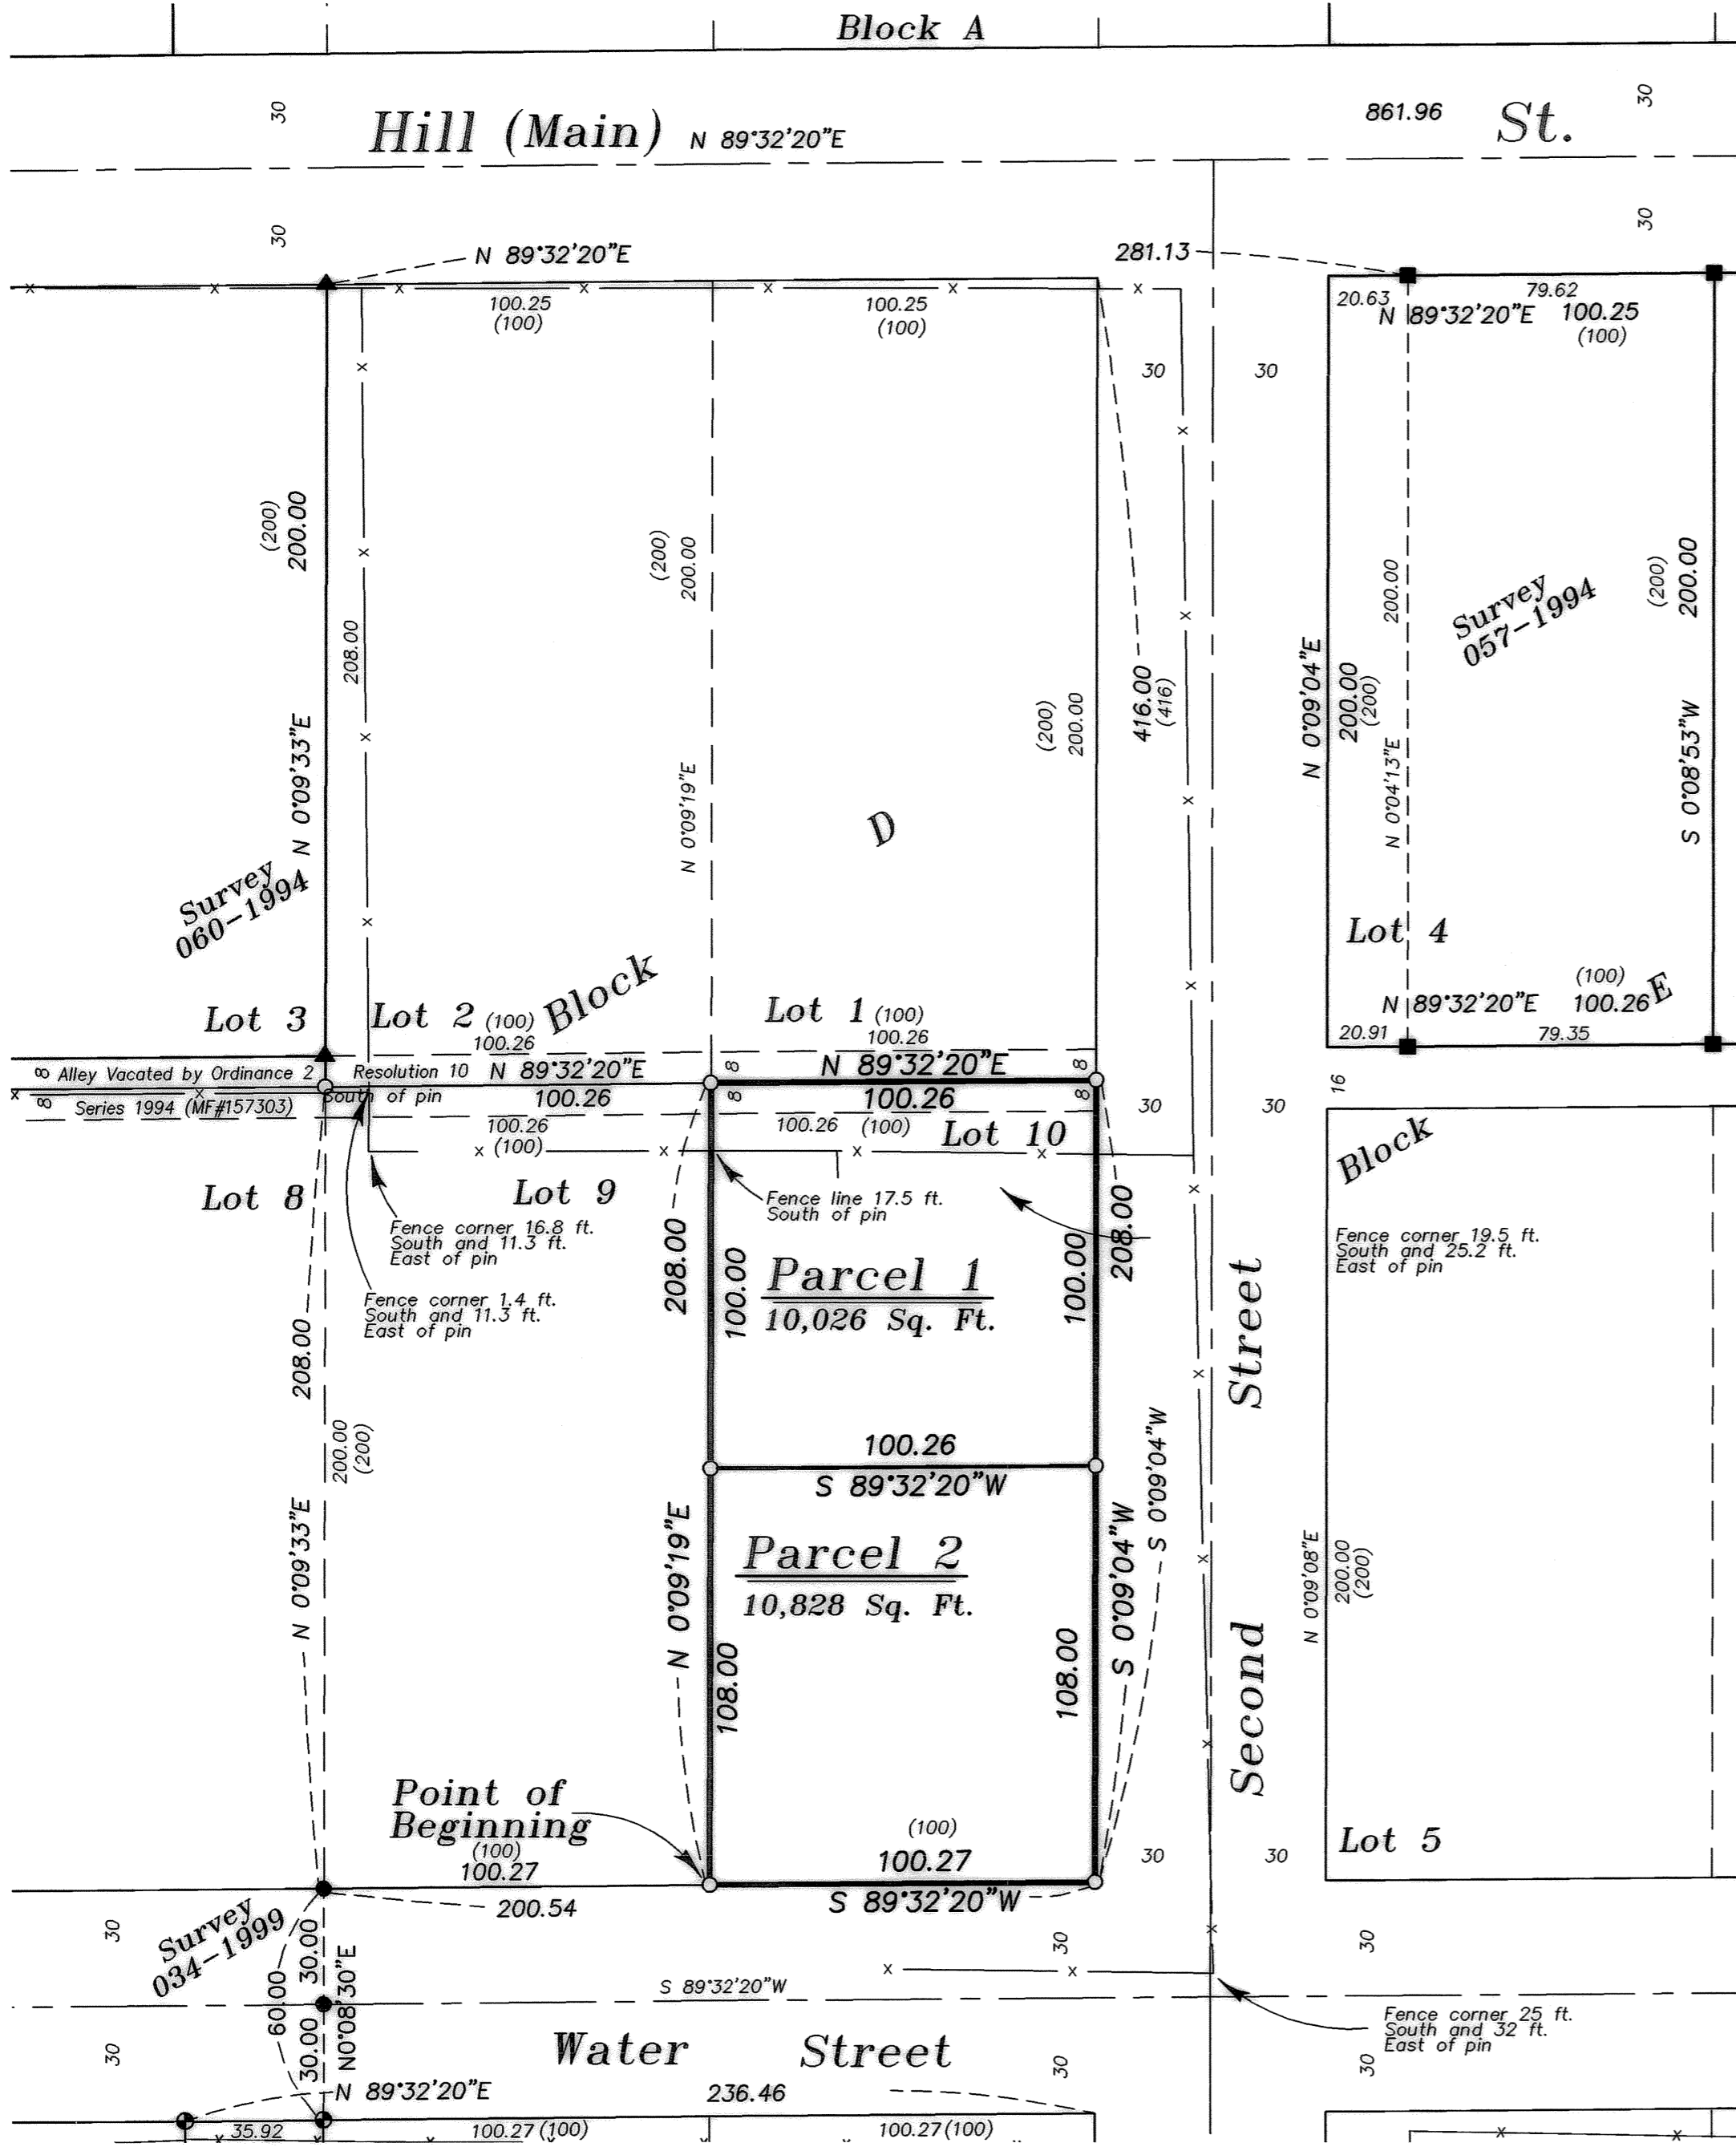 Block A
30
Hill (Main) N 89°32'20"E
861.96
St.
30
30
30
N 89°32'20"E
281.13
100.25
(100)
100.25
(100)
20.63
79.62
N 89°32'20"E 100.25
(100)
30
30
(200)
200.00
208.00
N 0°09'33"E
(200)
200.00
N 0°09'19"E
(200)
200.00
416.00
(416)
D
N 0°09'04"E
200.00
(200)
200.00
N 0°04'13"E
Survey
057-1994
(200)
200.00
S 0°08'53"W
Survey
060-1994
Lot 3
Lot 2 (100)
100.26
Block
Lot 1 (100)
100.26
Lot 4
(100)
N 89°32'20"E 100.26
E
20.91
79.35
8 Alley Vacated by Ordinance 2
Resolution 10
N 89°32'20"E
8
N 89°32'20"E
8
8 Series 1994 (MF#157303)
South of pin
100.26
8
100.26
8
30
30
16
100.26
(100)
100.26 (100)
Lot 10
Block
Lot 8
Lot 9
Fence line 17.5 ft.
South of pin
Fence corner 16.8 ft.
South and 11.3 ft.
East of pin
Fence corner 19.5 ft.
South and 25.2 ft.
East of pin
Fence corner 1.4 ft.
South and 11.3 ft.
East of pin
208.00
100.00
Parcel 1
10,026 Sq. Ft.
100.00
208.00
208.00
200.00
(200)
N 0°09'33"E
100.26
S 89°32'20"W
N 0°09'19"E
Parcel 2
10,828 Sq. Ft.
108.00
108.00
S 0°09'04"W
S 0°09'04"W
Second Street
N 0°09'08"E
200.00
(200)
Point of
Beginning
(100)
100.27
(100)
100.27
30
30
Lot 5
200.54
S 89°32'20"W
Survey
034-1999
30
30.00
60.00
30.00
N0°08'30"E
30
30
S 89°32'20"W
30
Water Street
30
Fence corner 25 ft.
South and 32 ft.
East of pin
30
N 89°32'20"E
236.46
35.92
100.27 (100)
100.27 (100)